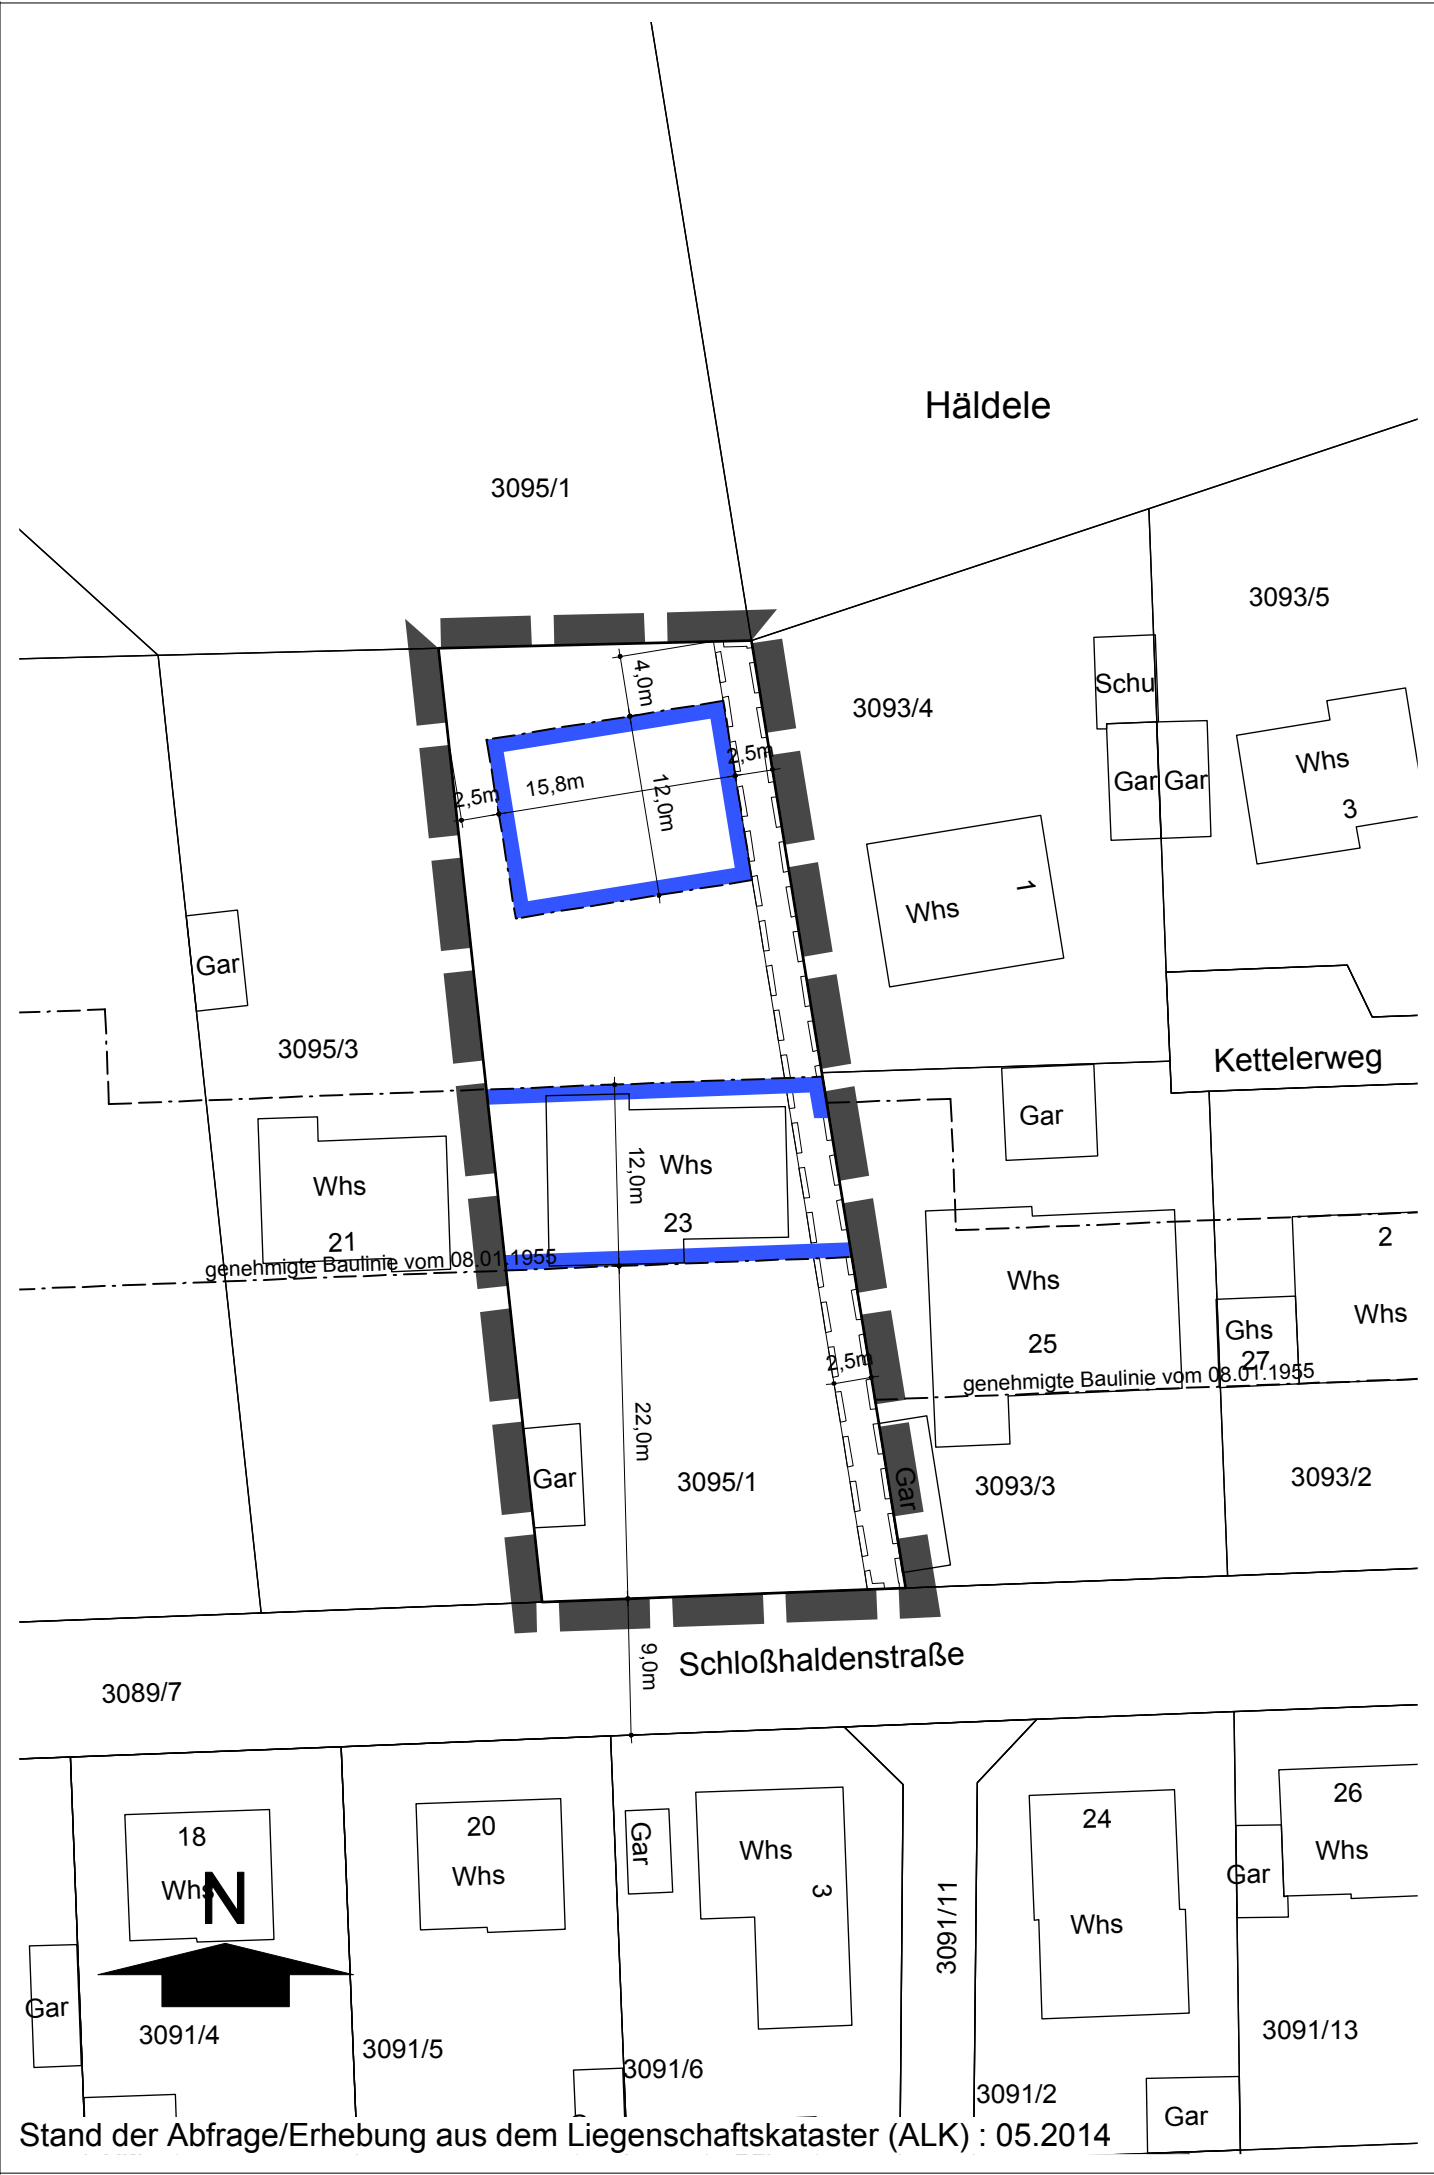 Häldele
3095/1
3093/5
4,0m
Schu
3093/4
2,5m
Gar
Gar
Whs
3
2,5m
15,8m
12,0m
Whs
1
Gar
3095/3
Kettelerweg
Gar
Whs
12,0m
Whs
23
21
genehmigte Baulinie vom 08.01.1955
2
Whs
Whs
Ghs
27
25
2,5m
genehmigte Baulinie vom 08.01.1955
22,0m
Gar
3095/1
Gar
3093/3
3093/2
9,0m
Schloßhaldenstraße
3089/7
18
Whs
N
20
Whs
Gar
Whs
3
24
Whs
26
Whs
Gar
3091/11
Gar
3091/4
3091/5
3091/6
3091/2
3091/13
Gar
Stand der Abfrage/Erhebung aus dem Liegenschaftskataster (ALK) : 05.2014